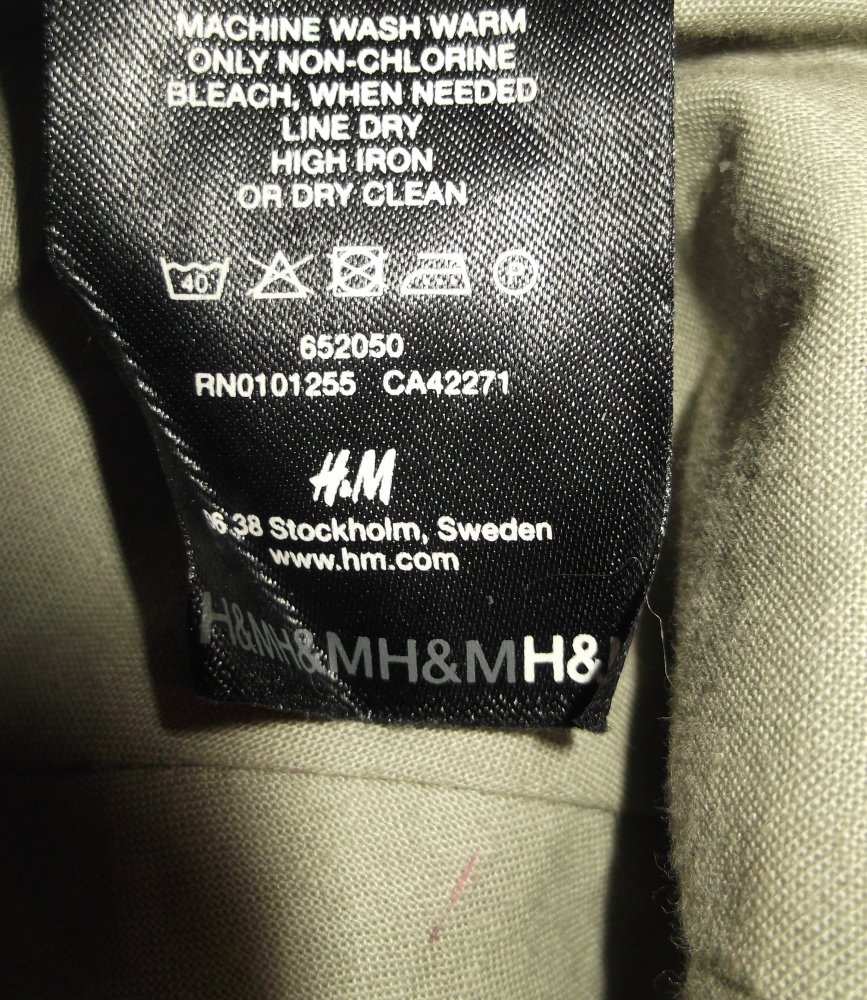 MACHINE WASH WARM
ONLY NON-CHLORINE
BLEACH, WHEN NEEDED
LINE DRY
HIGH IRON
OR DRY CLEAN
40 P
652050
RN0101255 CA42271
H&M
38 Stockholm, Sweden
www.hm.com
H&MH&MH&MH&